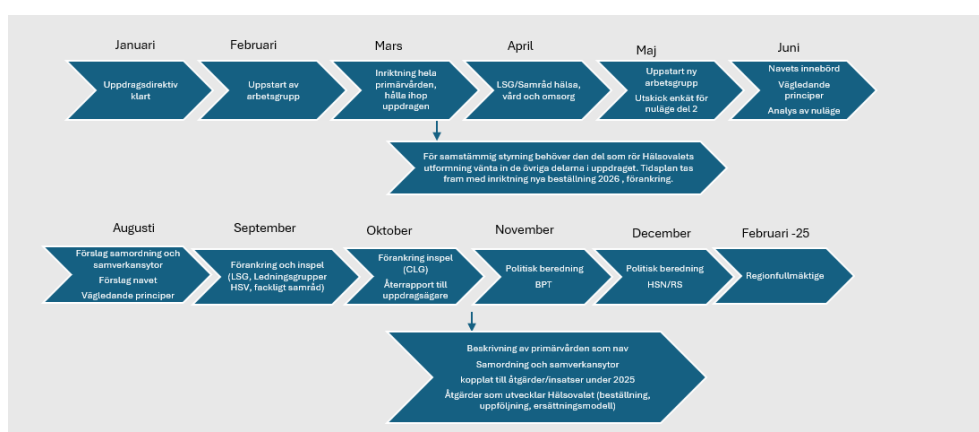 Januari
Februari
Mars
April
Maj
Juni
Uppdragsdirektiv
klart
Uppstart av
arbetsgrupp
Inriktning hela
primärvården,
hålla ihop
uppdragen
LSG/Samråd hälsa,
vård och omsorg
Uppstart ny
arbetsgrupp
Utskick enkät för
nuläge del 2
Navets innebörd
Vägledande
principer
Analys av nuläge
För samstämmig styrning behöver den del som rör Hälsovalets
utformning vänta in de övriga delarna i uppdraget. Tidsplan tas
fram med inriktning nya beställning 2026 , förankring.
Augusti
September
Oktober
November
December
Februari -25
Förslag samordning och
samverkansytor
Förslag navet
Vägledande principer
Förankring och inspel
(LSG, Ledningsgrupper
HSV, fackligt samråd)
Förankring inspel
(CLG)
Återrapport till
uppdragsägare
Politisk beredning
BPT
Politisk beredning
HSN/RS
Regionfullmäktige
Beskrivning av primärvården som nav
Samordning och samverkansytor
kopplat till åtgärder/insatser under 2025
Åtgärder som utvecklar Hälsovalet (beställning,
uppföljning, ersättningsmodell)